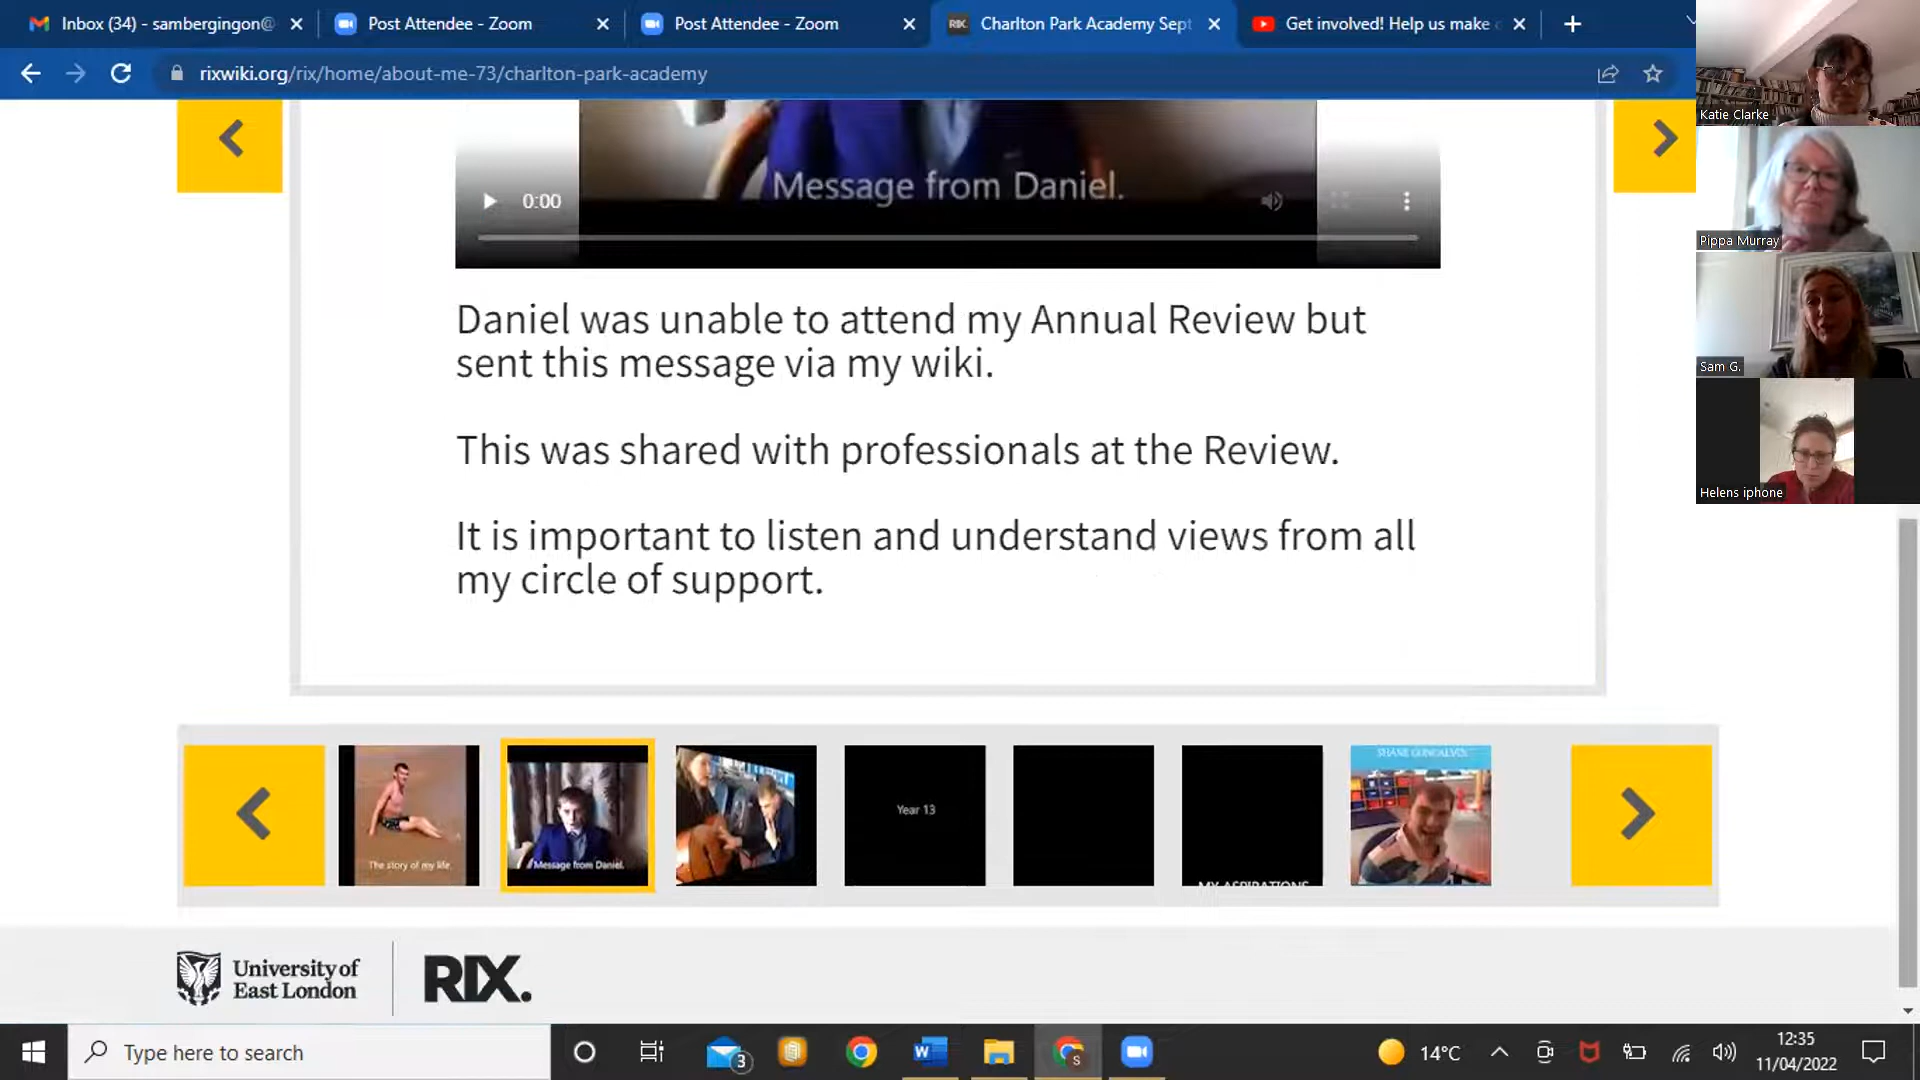 Inbox (34) - sambergingon@
Post Attendee - Zoom
Post Attendee - Zoom
Charlton Park Academy Sept
Get involved! Help us make
rixwiki.org/rix/home/about-me-73/charlton-park-academy
Katie Clarke
Pippa Murray
Sam G.
Helens iphone
Message from Daniel.
0:00
Daniel was unable to attend my Annual Review but
sent this message via my wiki.
This was shared with professionals at the Review.
It is important to listen and understand views from all
my circle of support.
The story of my life.
Message from Daniel.
Year 13
MY ASPIRATIONS
SHANE GONCALVES
University of
East London
RIX.
Type here to search
3
W
S
14°C
12:35
11/04/2022